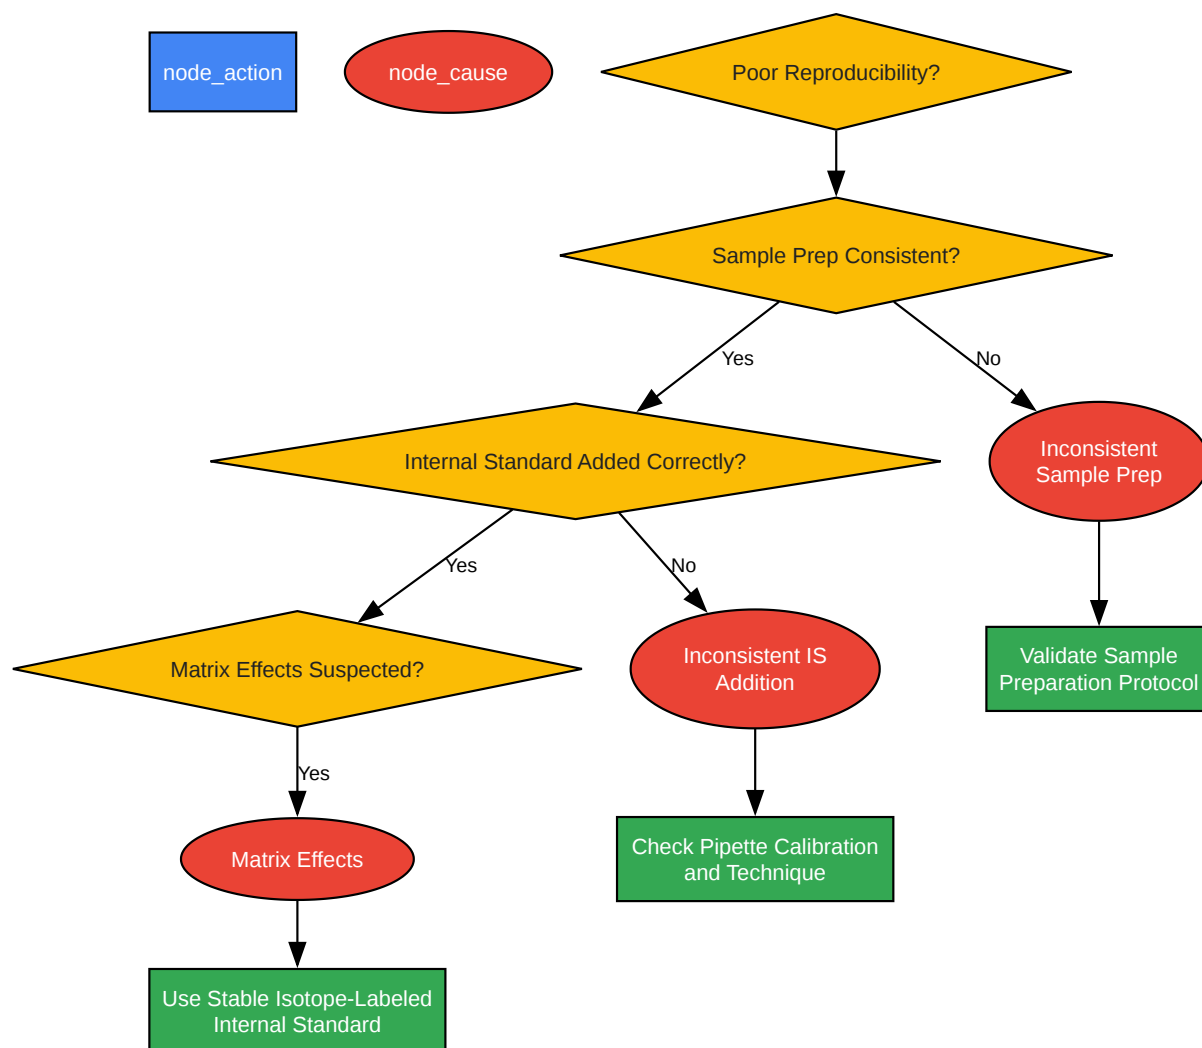 node_action
node_cause
Poor Reproducibility?
Sample Prep Consistent?
Yes
No
Internal Standard Added Correctly?
Inconsistent
Sample Prep
Yes
No
Matrix Effects Suspected?
Inconsistent IS
Addition
Validate Sample
Preparation Protocol
Yes
Matrix Effects
Check Pipette Calibration
and Technique
Use Stable Isotope-Labeled
Internal Standard